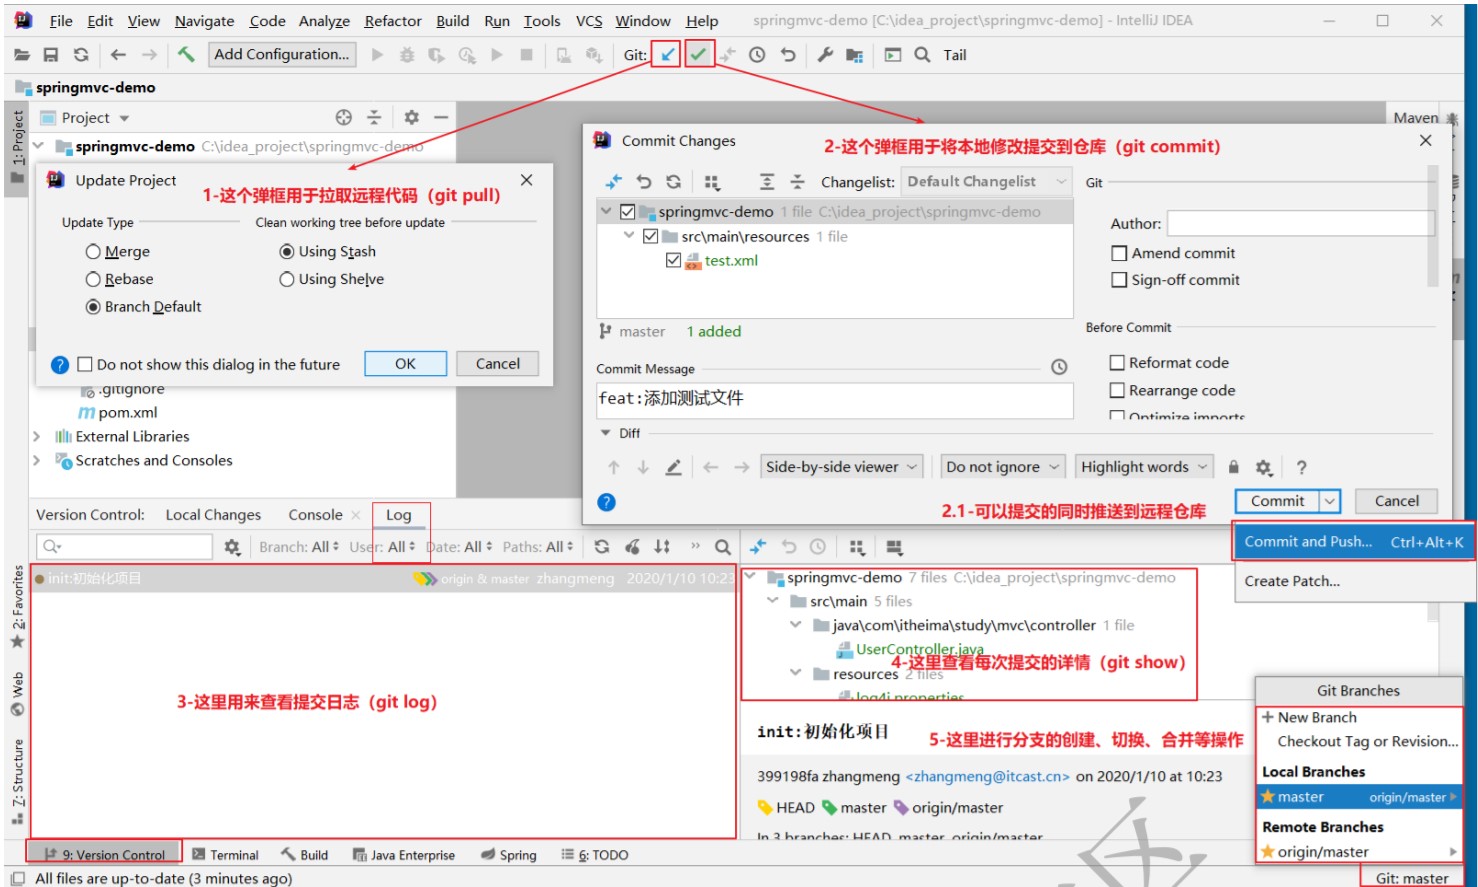 File Edit View Navigate Code Analyze Refactor Build Run Tools VCS Window Help springmvc-demo [C:\idea_project\springmvc-demo] - IntelliJ IDEA
Add Configuration... Git: Tail
springmvc-demo
1: Project
Project
Maven
springmvc-demo C:\idea_project\springmvc-demo
Update Project
1-这个弹框用于拉取远程代码（git pull）
Update Type
Clean working tree before update
Merge
Using Stash
Rebase
Using Shelve
Branch Default
Do not show this dialog in the future
OK
Cancel
.gitignore
pom.xml
External Libraries
Scratches and Consoles
Commit Changes
2-这个弹框用于将本地修改提交到仓库（git commit）
Changelist: Default Changelist
Git
springmvc-demo 1 file C:\idea_project\springmvc-demo
src\main\resources 1 file
test.xml
Author:
Amend commit
Sign-off commit
master 1 added
Before Commit
Reformat code
Rearrange code
Optimize imports
Commit Message
feat:添加测试文件
Diff
Side-by-side viewer
Do not ignore
Highlight words
?
2.1-可以提交的同时推送到远程仓库
Commit
Cancel
Commit and Push... Ctrl+Alt+K
Create Patch...
Version Control: Local Changes Console Log
Branch: All User: All Date: All Paths: All
init:初始化项目 origin & master zhangmeng 2020/1/10 10:23
3-这里用来查看提交日志（git log）
springmvc-demo 7 files C:\idea_project\springmvc-demo
src\main 5 files
java\com\itheima\study\mvc\controller 1 file
UserController.java
4-这里查看每次提交的详情（git show）
resources 2 files
log4j.properties
init:初始化项目
5-这里进行分支的创建、切换、合并等操作
399198fa zhangmeng <zhangmeng@itcast.cn> on 2020/1/10 at 10:23
HEAD master origin/master
In 3 branches: HEAD, master, origin/master
Git Branches
New Branch
Checkout Tag or Revision...
Local Branches
master origin/master
Remote Branches
origin/master
2: Favorites
Web
Z: Structure
9: Version Control Terminal Build Java Enterprise Spring 6: TODO
All files are up-to-date (3 minutes ago)
Git: master